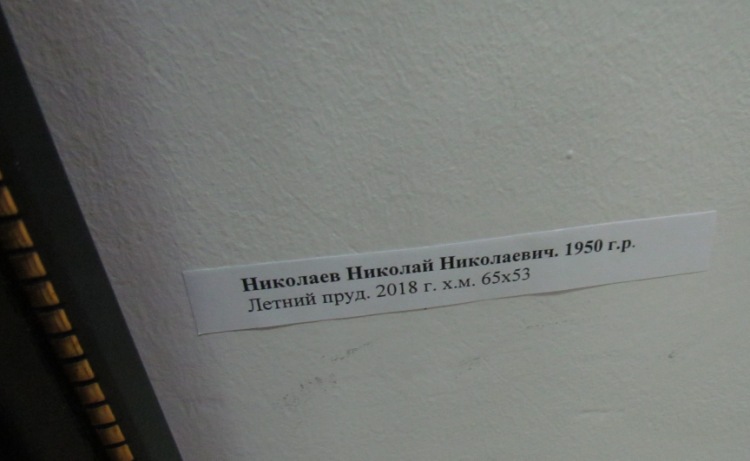 Николаев Николай Николаевич. 1950 г.р.
Летний пруд. 2018 г. х.м. 65х53